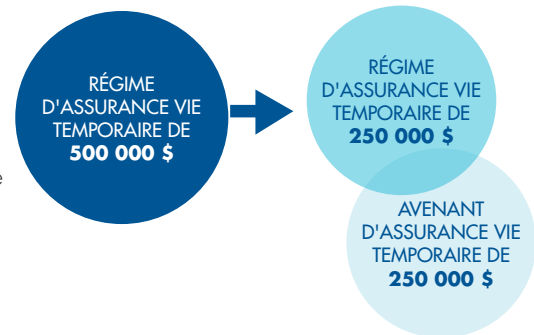 RÉGIME
D'ASSURANCE VIE
TEMPORAIRE DE
500 000 $
e
RÉGIME
D'ASSURANCE VIE
TEMPORAIRE DE
250 000 $
AVENANT
D'ASSURANCE VIE
TEMPORAIRE DE
250 000 $